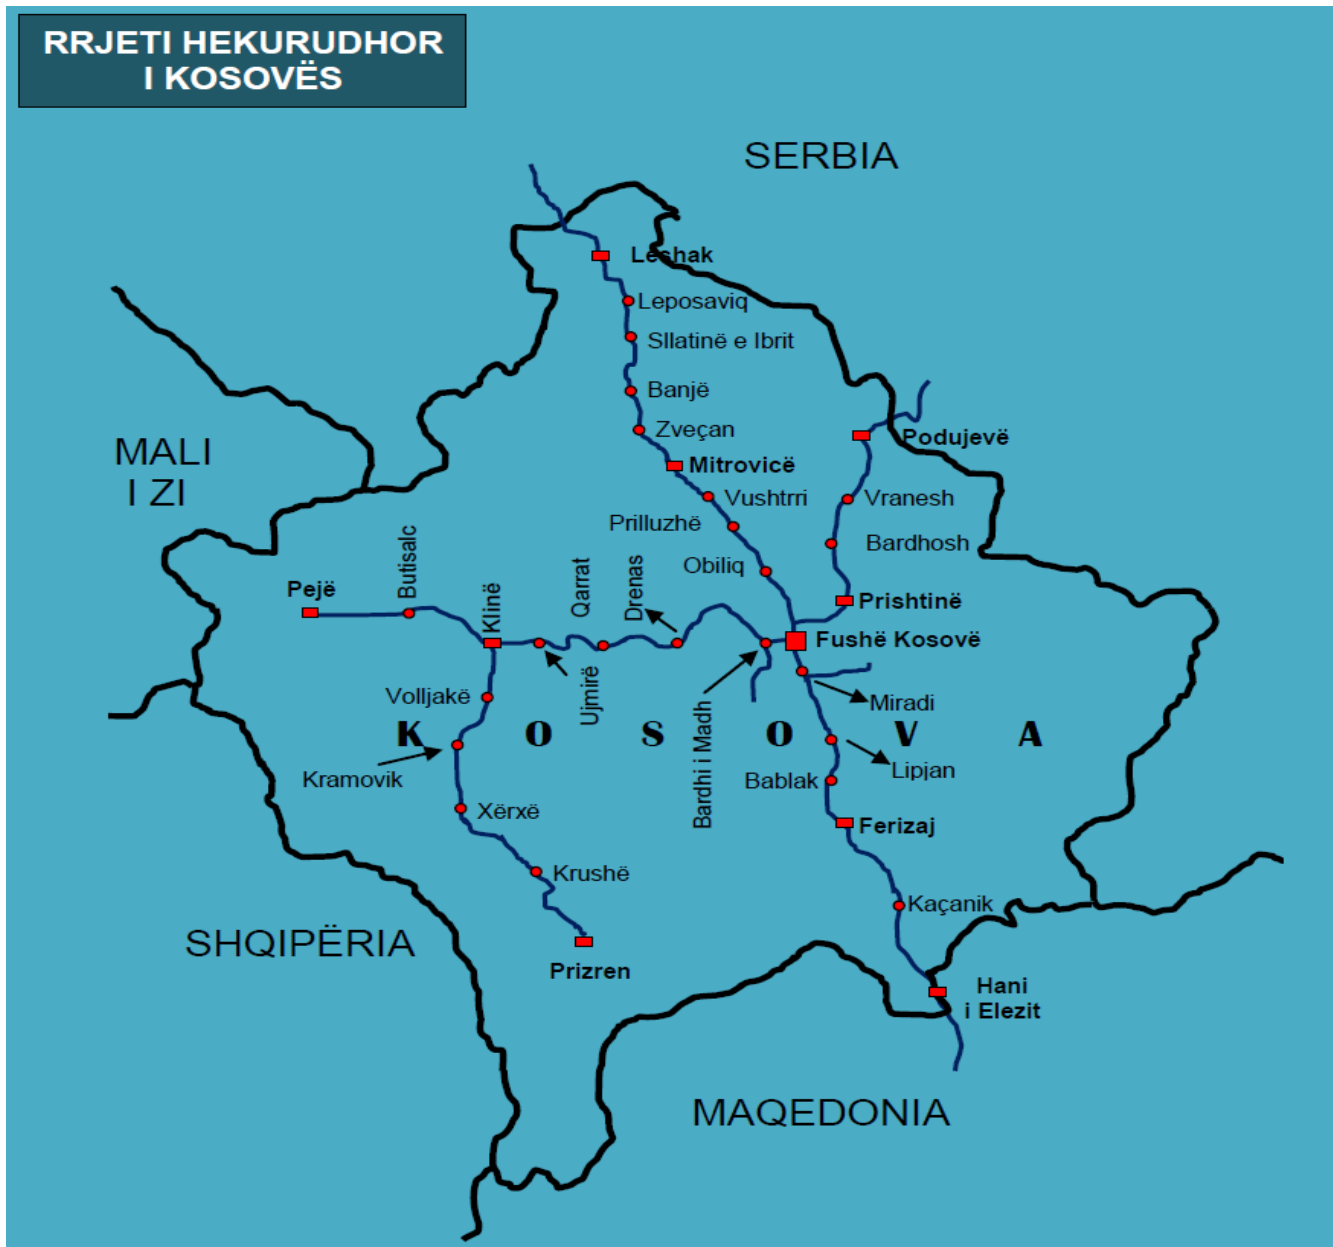 RRJETI HEKURUDHOR
I KOSOVËS
SERBIA
Leshak
Leposaviq
Sllatinë e Ibrit
Banjë
Zveçan
MALI
I ZI
Podujevë
Mitrovicë
Vushtrri
Vranesh
Prilluzhë
Bardhosh
Obiliq
Pejë
Butisalc
Klinë
Qarrat
Drenas
Prishtinë
Fushë Kosovë
Ujmirë
Volljakë
Miradi
K O S O V A
Bardhi i Madh
Kramovik
Lipjan
Bablak
Xërxë
Ferizaj
Krushë
Kaçanik
SHQIPËRIA
Prizren
Hani
i Elezit
MAQEDONIA